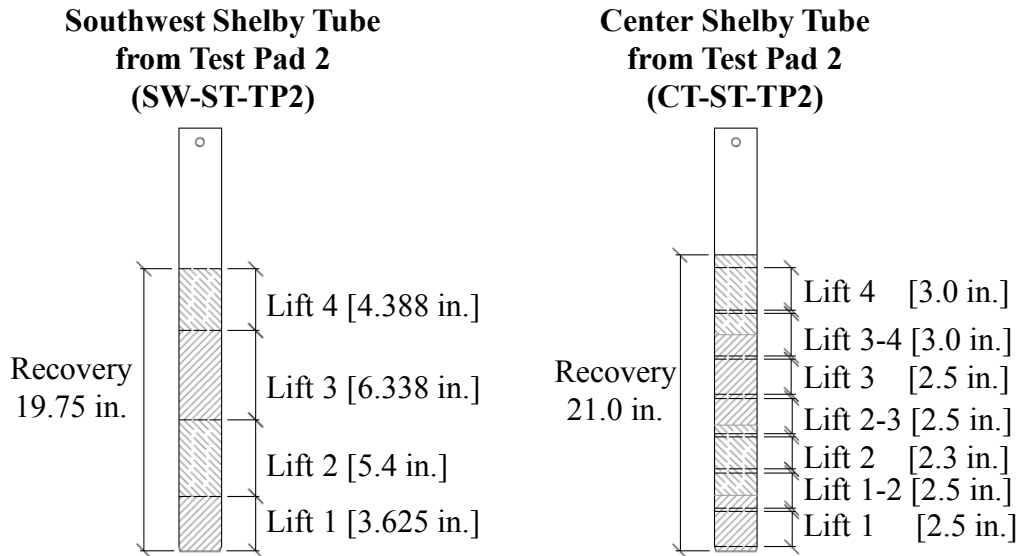 Southwest Shelby Tube
from Test Pad 2
(SW-ST-TP2)
Recovery
19.75 in.
Lift 4 [4.388 in.]
Lift 3 [6.338 in.]
Lift 2 [5.4 in.]
Lift 1 [3.625 in.]
Center Shelby Tube
from Test Pad 2
(CT-ST-TP2)
Recovery
21.0 in.
Lift 4 [3.0 in.]
Lift 3-4 [3.0 in.]
Lift 3 [2.5 in.]
Lift 2-3 [2.5 in.]
Lift 2 [2.3 in.]
Lift 1-2 [2.5 in.]
Lift 1 [2.5 in.]